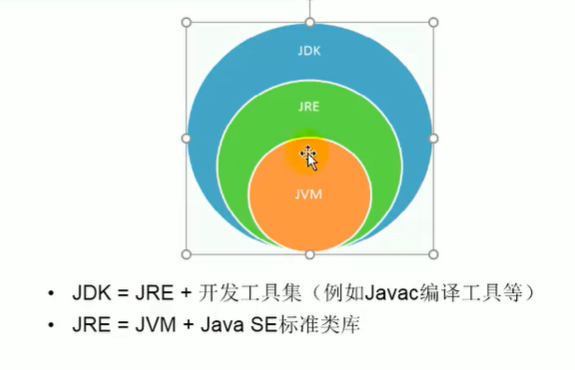 JDK
JRE
JVM
• JDK = JRE + 开发工具集（例如Javac编译工具等）
• JRE = JVM + Java SE标准类库